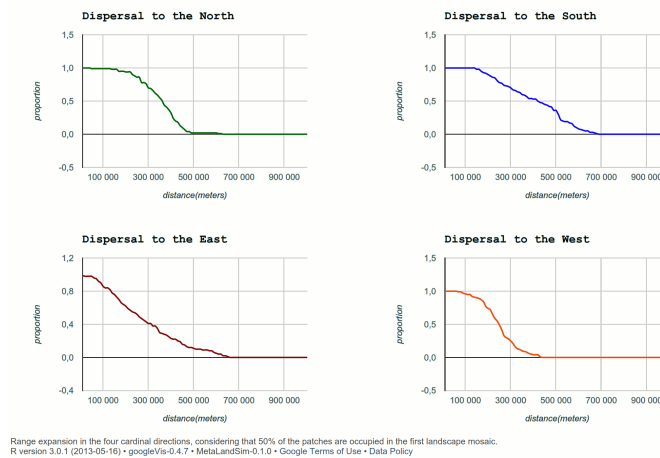 Dispersal to the North
1,5
1,0
0,5
0,0
-0,5
proportion
100 000 300 000 500 000 700 000 900 000
distance(meters)
Dispersal to the South
1,5
1,0
0,5
0,0
-0,5
proportion
100 000 300 000 500 000 700 000 900 000
distance(meters)
Dispersal to the East
1,2
0,8
0,4
0,0
-0,4
proportion
100 000 300 000 500 000 700 000 900 000
distance(meters)
Dispersal to the West
1,5
1,0
0,5
0,0
-0,5
proportion
100 000 300 000 500 000 700 000 900 000
distance(meters)
Range expansion in the four cardinal directions, considering that 50% of the patches are occupied in the first landscape mosaic.
R version 3.0.1 (2013-05-16) • googleVis-0.4.7 • MetaLandSim-0.1.0 • Google Terms of Use • Data Policy